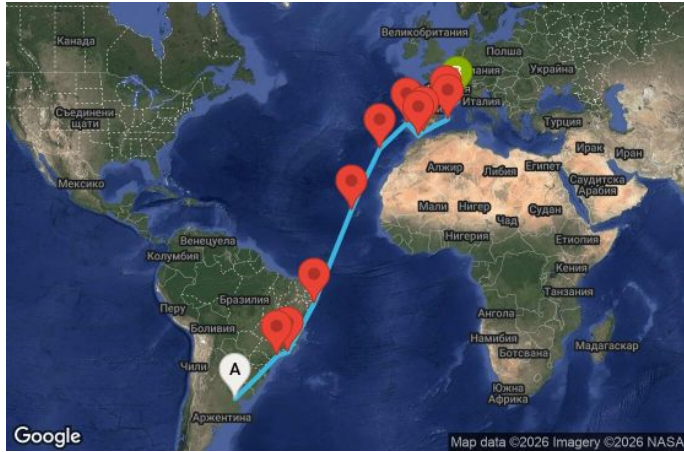 Канада
Великобритания
Полша
Украйна
Италия
Съединени
щати
Турция
Мексико
Ирак
Иран
Алжир
Либия
Египет
Саудитска
Арабия
Мали
Нигер
Чад
Судан
Венецуела
Колумбия
Нигерия
Етиопия
Кения
Перу
Бразилия
Танзания
Боливия
Ангола
Намибия
Ботсвана
Мадагаскар
Чили
Южна
Африка
A
Аржентина
Google
Map data ©2026 Imagery ©2026 NASA